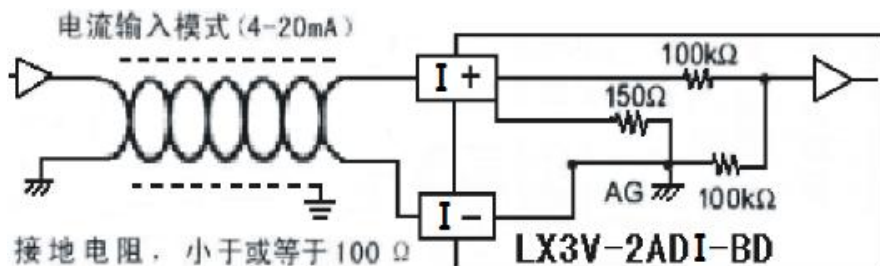 电流输入模式(4-20mA)
I +
100kΩ
150Ω
AG
100kΩ
I -
接地电阻，小于或等于100 Ω
LX3V-2ADI-BD